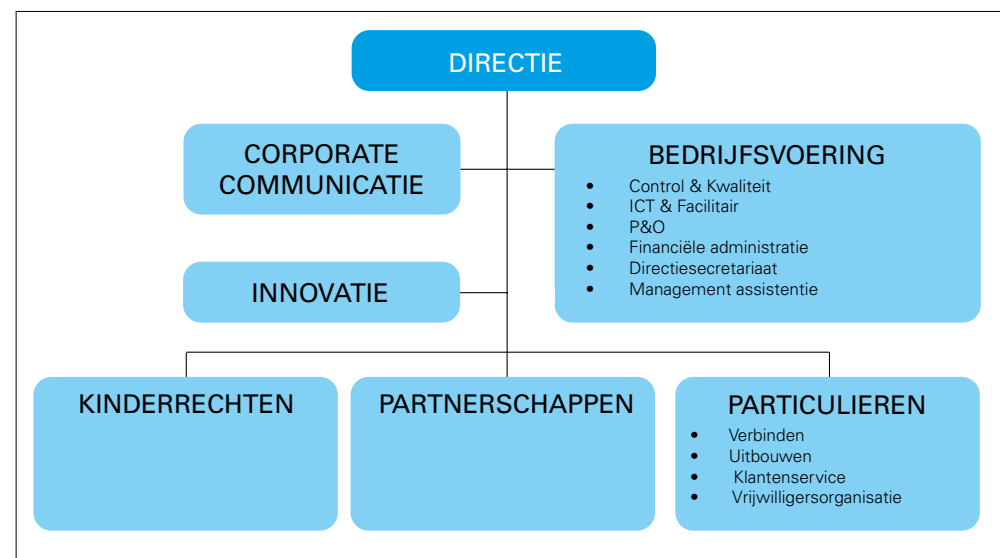 DIRECTIE
CORPORATE
COMMUNICATIE
BEDRIJFSVOERING
• Control & Kwaliteit
• ICT & Facilitair
• P&O
• Financiële administratie
• Directiesecretariaat
• Management assistentie
INNOVATIE
KINDERRECHTEN
PARTNERSCHAPPEN
PARTICULIEREN
• Verbinden
• Uitbouwen
• Klantenservice
• Vrijwilligersorganisatie